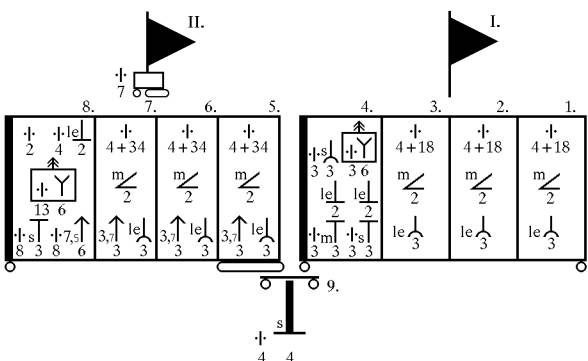 II. I.
7
8. 7. 6. 5. 4. 3. 2. 1.
2 4 le 2 4+34 4+34 4+34 3 s 3 3 6 4+18 4+18 4+18
m 2 m 2 m 2 le 2 le 2 m 2 m 2 m 2
13 6
8 s 3 8 7,5 6 3,7 3 le 3 3,7 3 le 3 3,7 3 le 3 3 m 3 3 s 3 le 3 le 3 le 3
9.
s
4 4